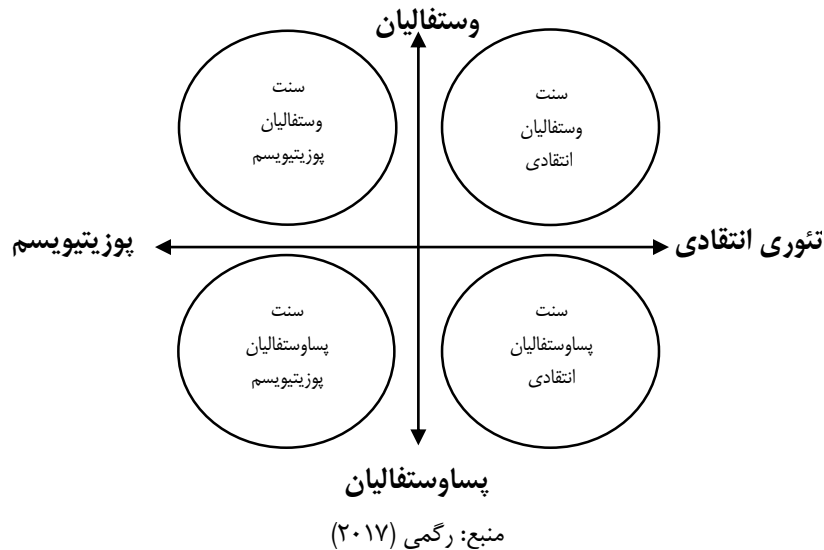 وستفالیان
سنت
وستفالیان
انتقادی
سنت
وستفالیان
پوزیتیویسم
تئوری انتقادی
پوزیتیویسم
سنت
پساوستفالیان
انتقادی
سنت
پساوستفالیان
پوزیتیویسم
پساوستفالیان
منبع: رگمی (۲۰۱۷)